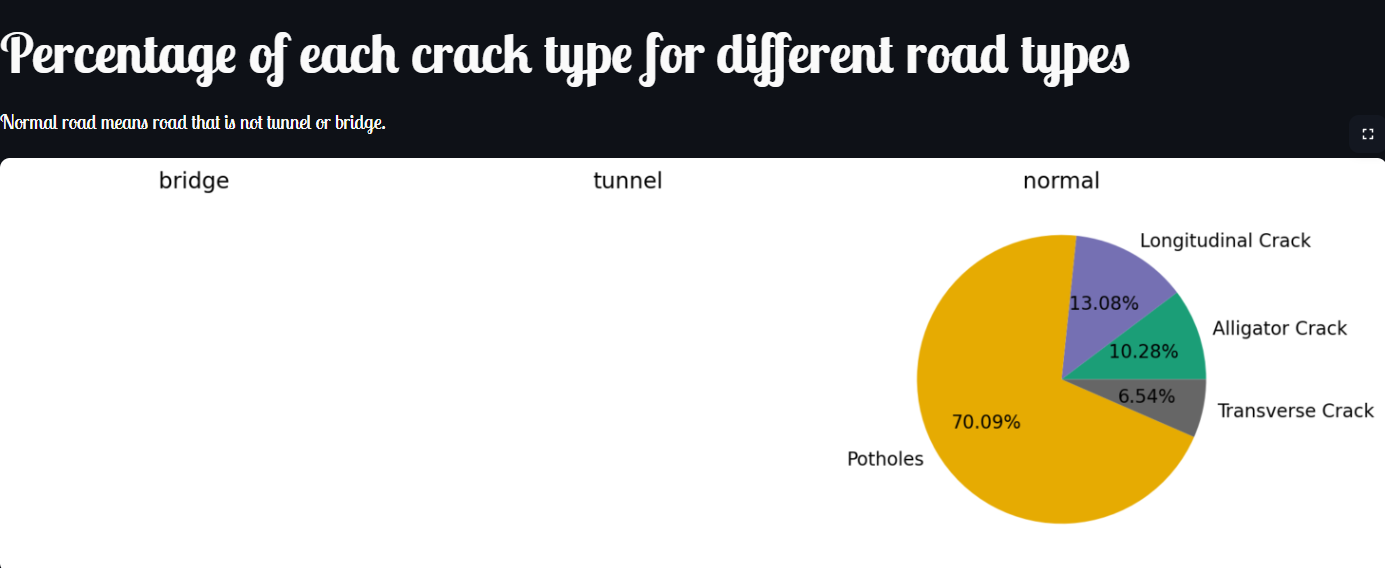 Percentage of each crack type for different road types
Normal road means road that is not tunnel or bridge.
bridge
tunnel
normal
Longitudinal Crack
13.08%
Alligator Crack
10.28%
6.54%
Transverse Crack
70.09%
Potholes